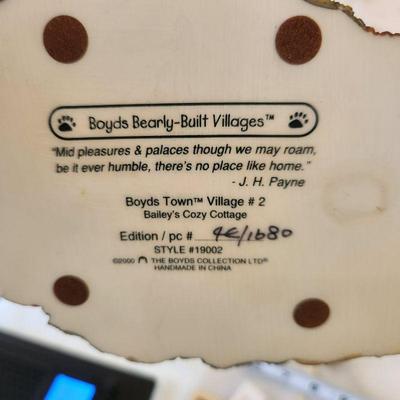 Boyds Bearly-Built Villages™
"Mid pleasures & palaces though we may roam,
be it ever humble, there's no place like home."
- J. H. Payne
Boyds Town™ Village # 2
Bailey's Cozy Cottage
Edition / pc # 4E/1680
STYLE #19002
©2000 THE BOYDS COLLECTION LTD®
HANDMADE IN CHINA